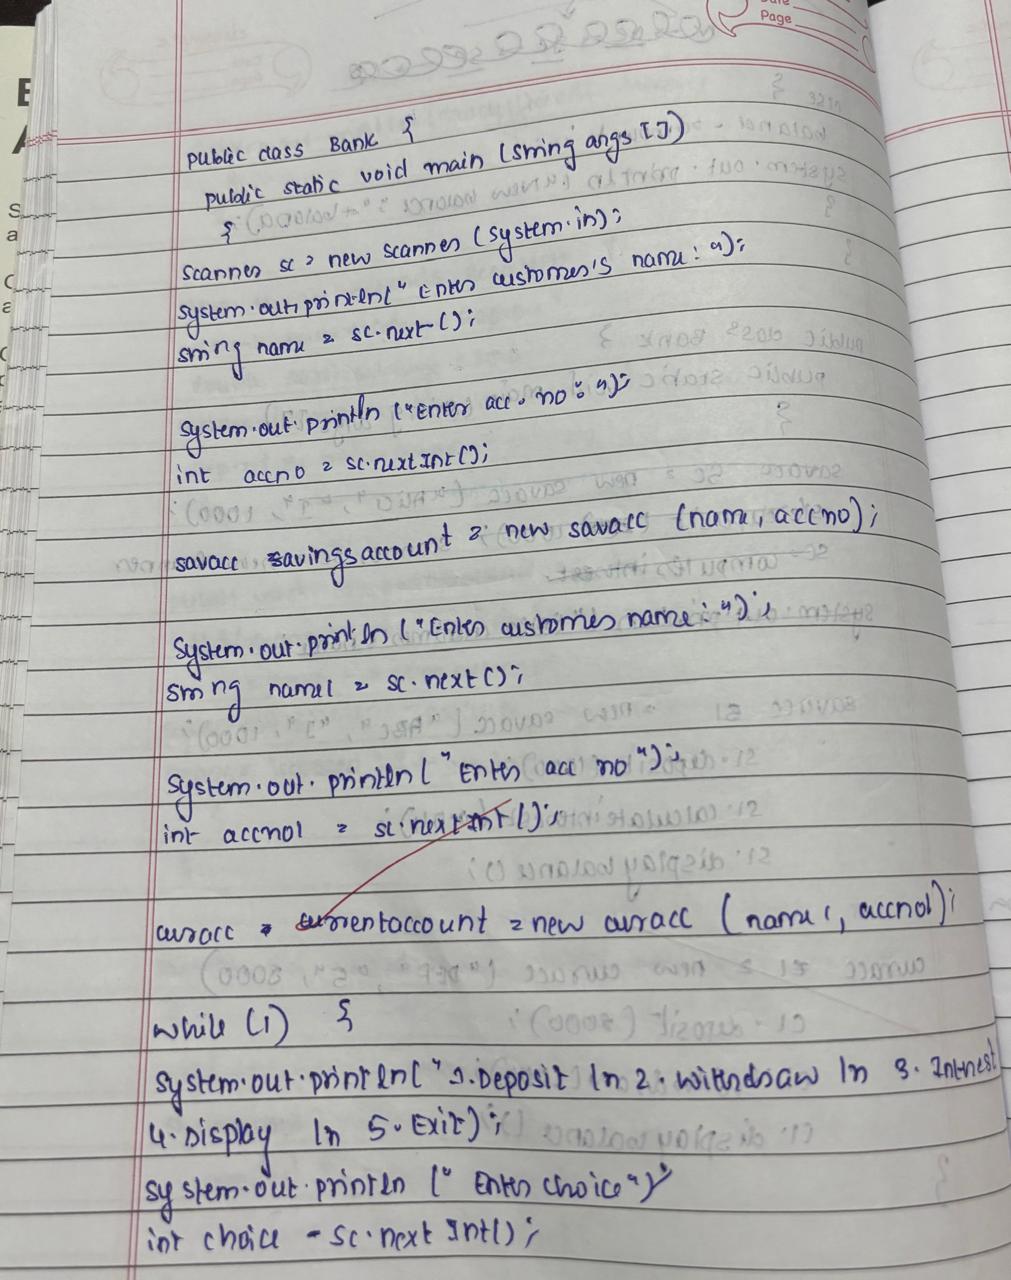 Page
public class Bank {
public static void main (String args [])
{
Scanner sc = new scanner (system.in);
system.out.println(" Enter customer's name: ");
String name = sc.next();
System.out.println ("Enter acc. no: ");
int accno = sc.nextInt();
savacc savingsaccount = new savacc (name, accno);
System.out.println ("Enter customer name: ");
String name1 = sc.next();
System.out.println(" Enter acc no ");
int accno1 = sc.nextInt();
curacc currentaccount = new curacc (name1, accno1);
while (1) {
System.out.println(" 1.Deposit \n 2. withdraw \n 3. Interest
4. Display \n 5. Exit);
system.out.println (" Enter choice")
int choice = sc.next Int();